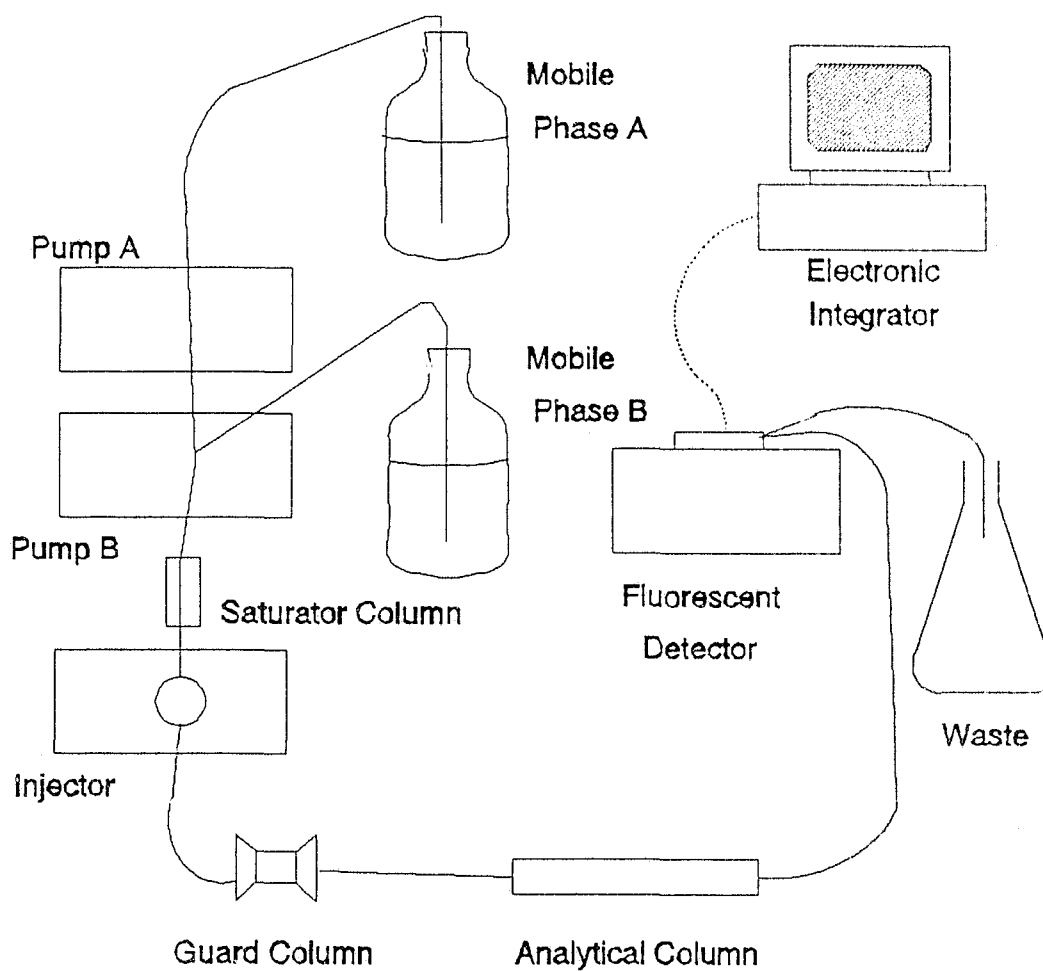 Mobile
Phase A
Pump A
Electronic
Integrator
Mobile
Phase B
Pump B
Saturator Column
Fluorescent
Detector
Waste
Injector
Guard Column
Analytical Column